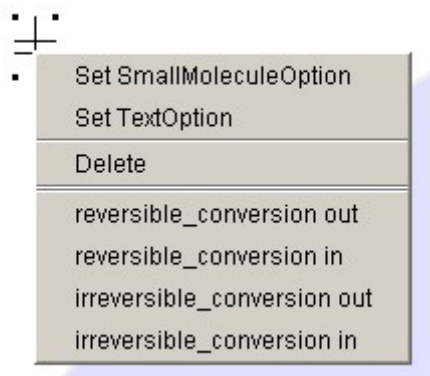 Set SmallMoleculeOption
Set TextOption
Delete
reversible_conversion out
reversible_conversion in
irreversible_conversion out
irreversible_conversion in